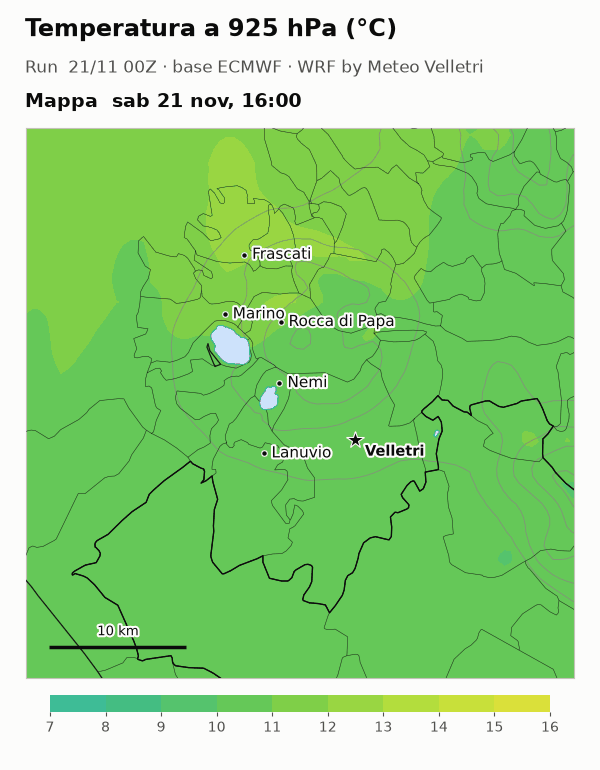 Temperatura a 925 hPa (°C)
Run  21/11 00Z · base ECMWF · WRF by Meteo Velletri
Mappa  sab 21 nov, 16:00
Frascati
Marino
Rocca di Papa
Nemi
Velletri
Lanuvio
10 km
7 8 9 10 11 12 13 14 15 16